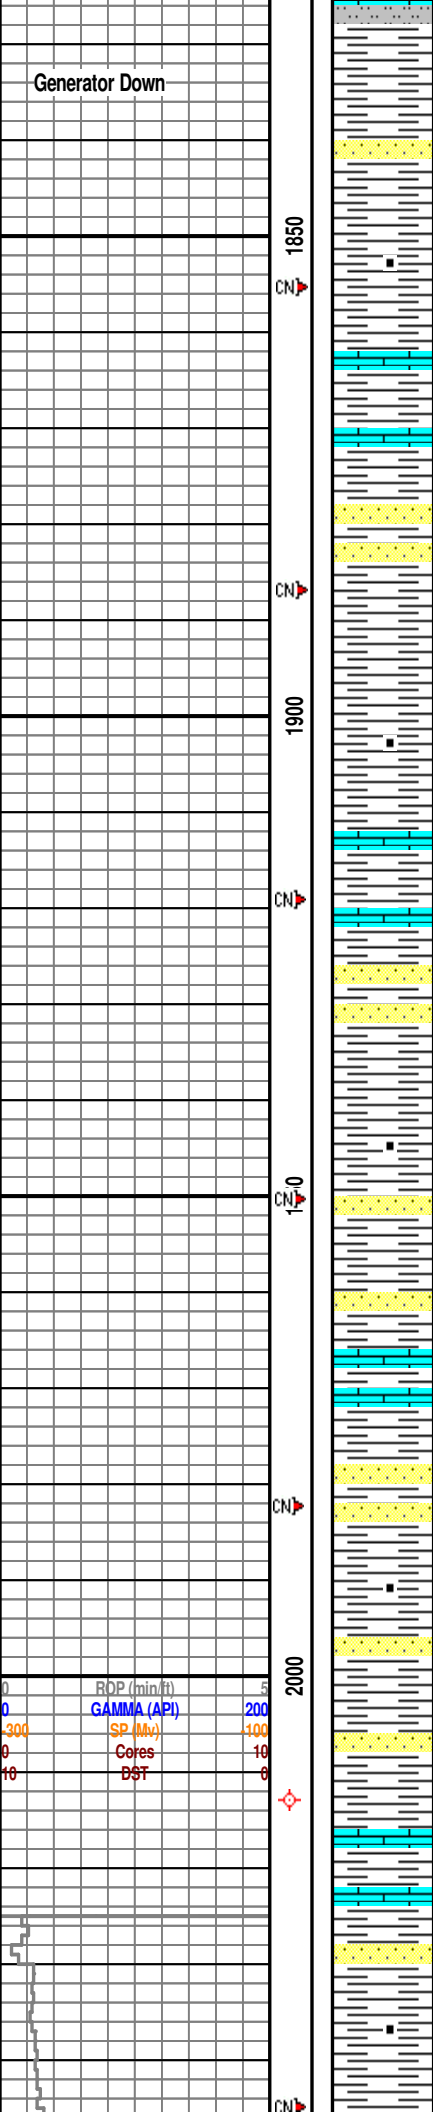 Generator Down
1850
CN
CN
1900
CN
CN
CN
2000
0 ROP (min/ft) 5
0 GAMMA (API) 200
-300 SP (Mv) -100
0 Cores 10
10 DST 0
CN